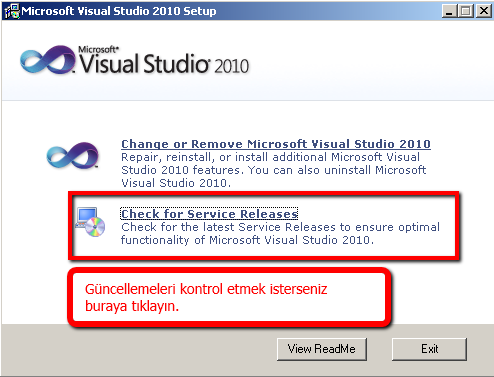 Microsoft Visual Studio 2010 Setup
Microsoft®
Visual Studio® 2010
Change or Remove Microsoft Visual Studio 2010
Repair, reinstall, or install additional Microsoft Visual
Studio 2010 features. You can also uninstall Microsoft
Visual Studio 2010.
Check for Service Releases
Check for the latest Service Releases to ensure optimal
functionality of Microsoft Visual Studio 2010.
Güncellemeleri kontrol etmek isterseniz
buraya tıklayın.
View ReadMe
Exit